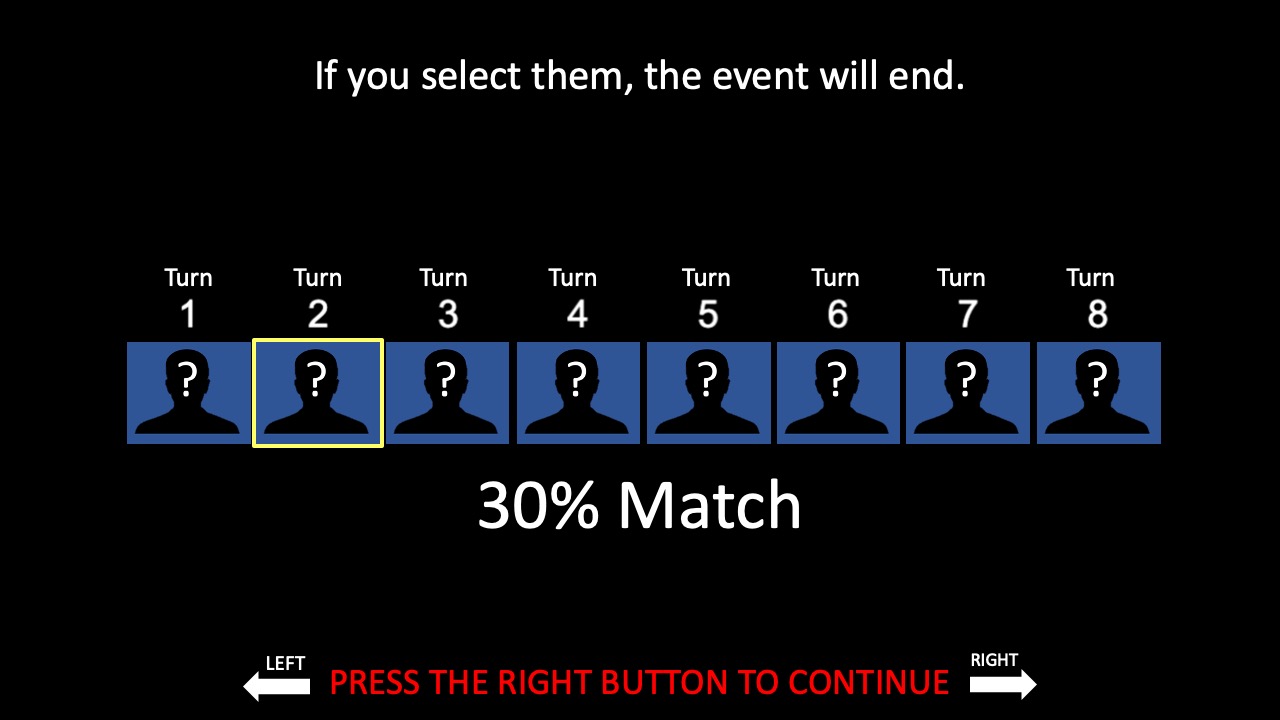 If you select them, the event will end.
Turn Turn Turn Turn Turn Turn Turn Turn
1 2 3 4 5 6 7 8
? ? ? ? ? ? ? ?
30% Match
LEFT PRESS THE RIGHT BUTTON TO CONTINUE RIGHT